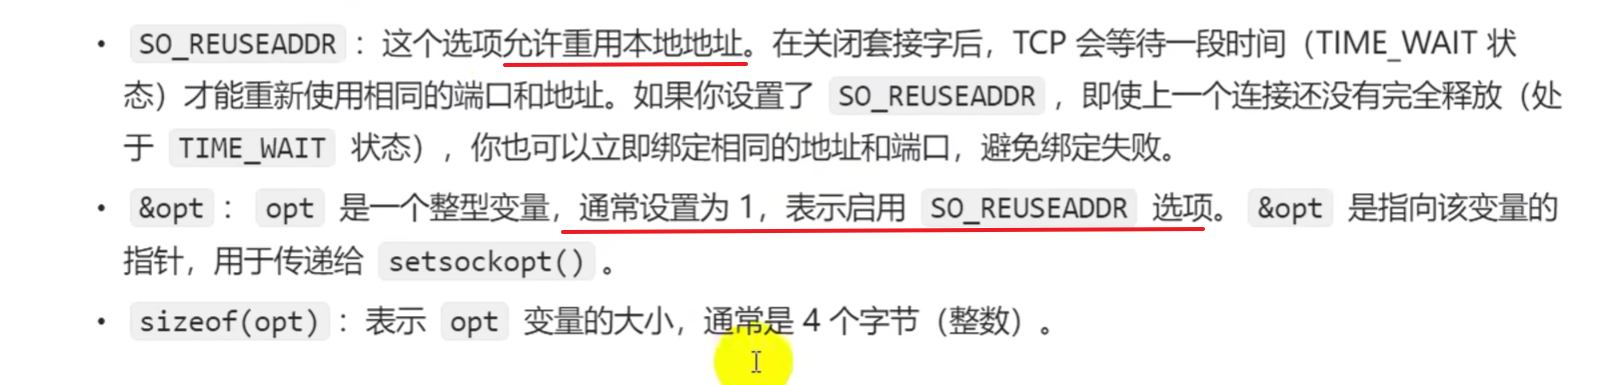 • SO_REUSEADDR ：这个选项允许重用本地地址。在关闭套接字后，TCP 会等待一段时间（TIME_WAIT 状
态）才能重新使用相同的端口和地址。如果你设置了 SO_REUSEADDR ，即使上一个连接还没有完全释放（处
于 TIME_WAIT 状态），你也可以立即绑定相同的地址和端口，避免绑定失败。
• &opt ： opt 是一个整型变量，通常设置为 1，表示启用 SO_REUSEADDR 选项。 &opt 是指向该变量的
指针，用于传递给 setsockopt() 。
• sizeof(opt) ：表示 opt 变量的大小，通常是 4 个字节（整数）。